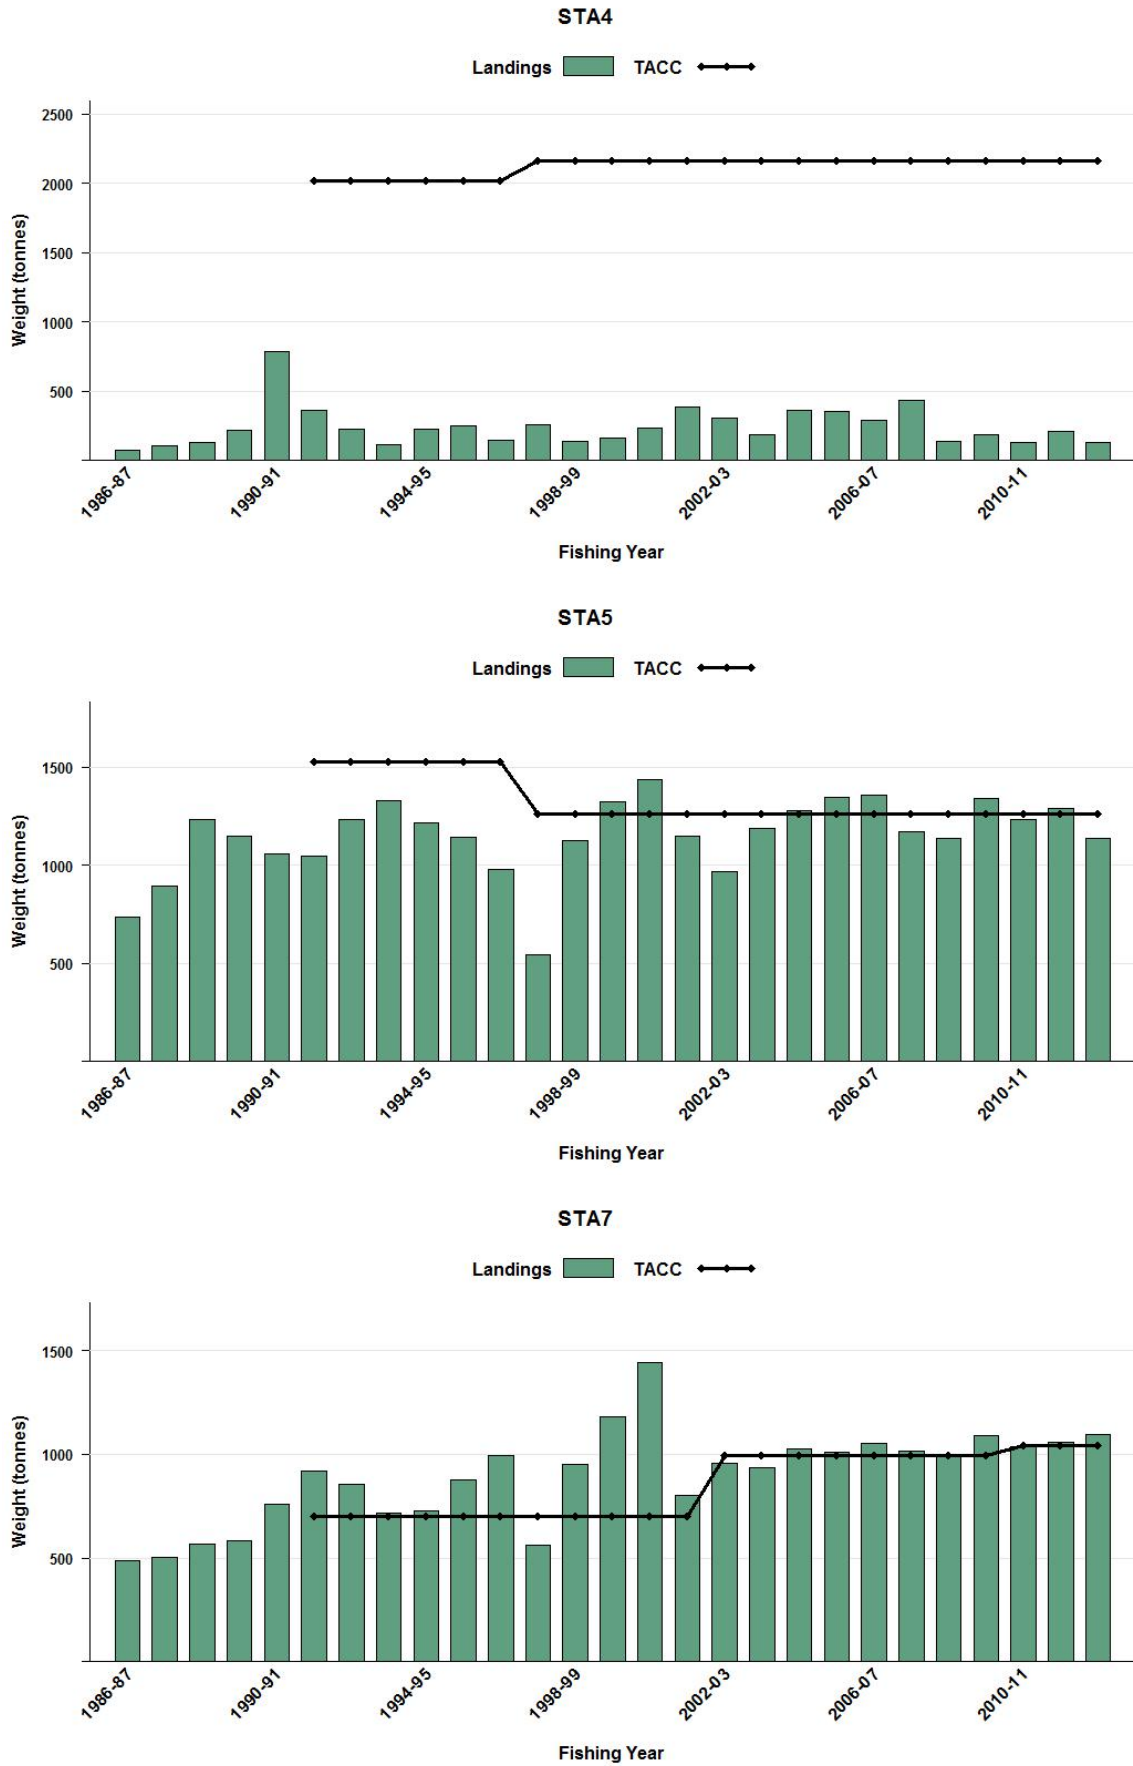 STA4
Landings TACC
2500
2000
1500
1000
500
Weight (tonnes)
1986-87 1990-91 1994-95 1998-99 2002-03 2006-07 2010-11
Fishing Year
STA5
Landings TACC
1500
1000
500
Weight (tonnes)
1986-87 1990-91 1994-95 1998-99 2002-03 2006-07 2010-11
Fishing Year
STA7
Landings TACC
1500
1000
500
Weight (tonnes)
1986-87 1990-91 1994-95 1998-99 2002-03 2006-07 2010-11
Fishing Year